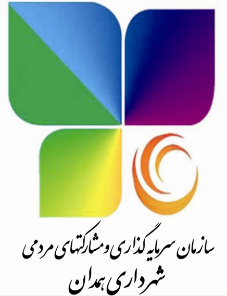 سازمان سرمایه گذاری و مشارکتهای مردمی
شهرداری همدان